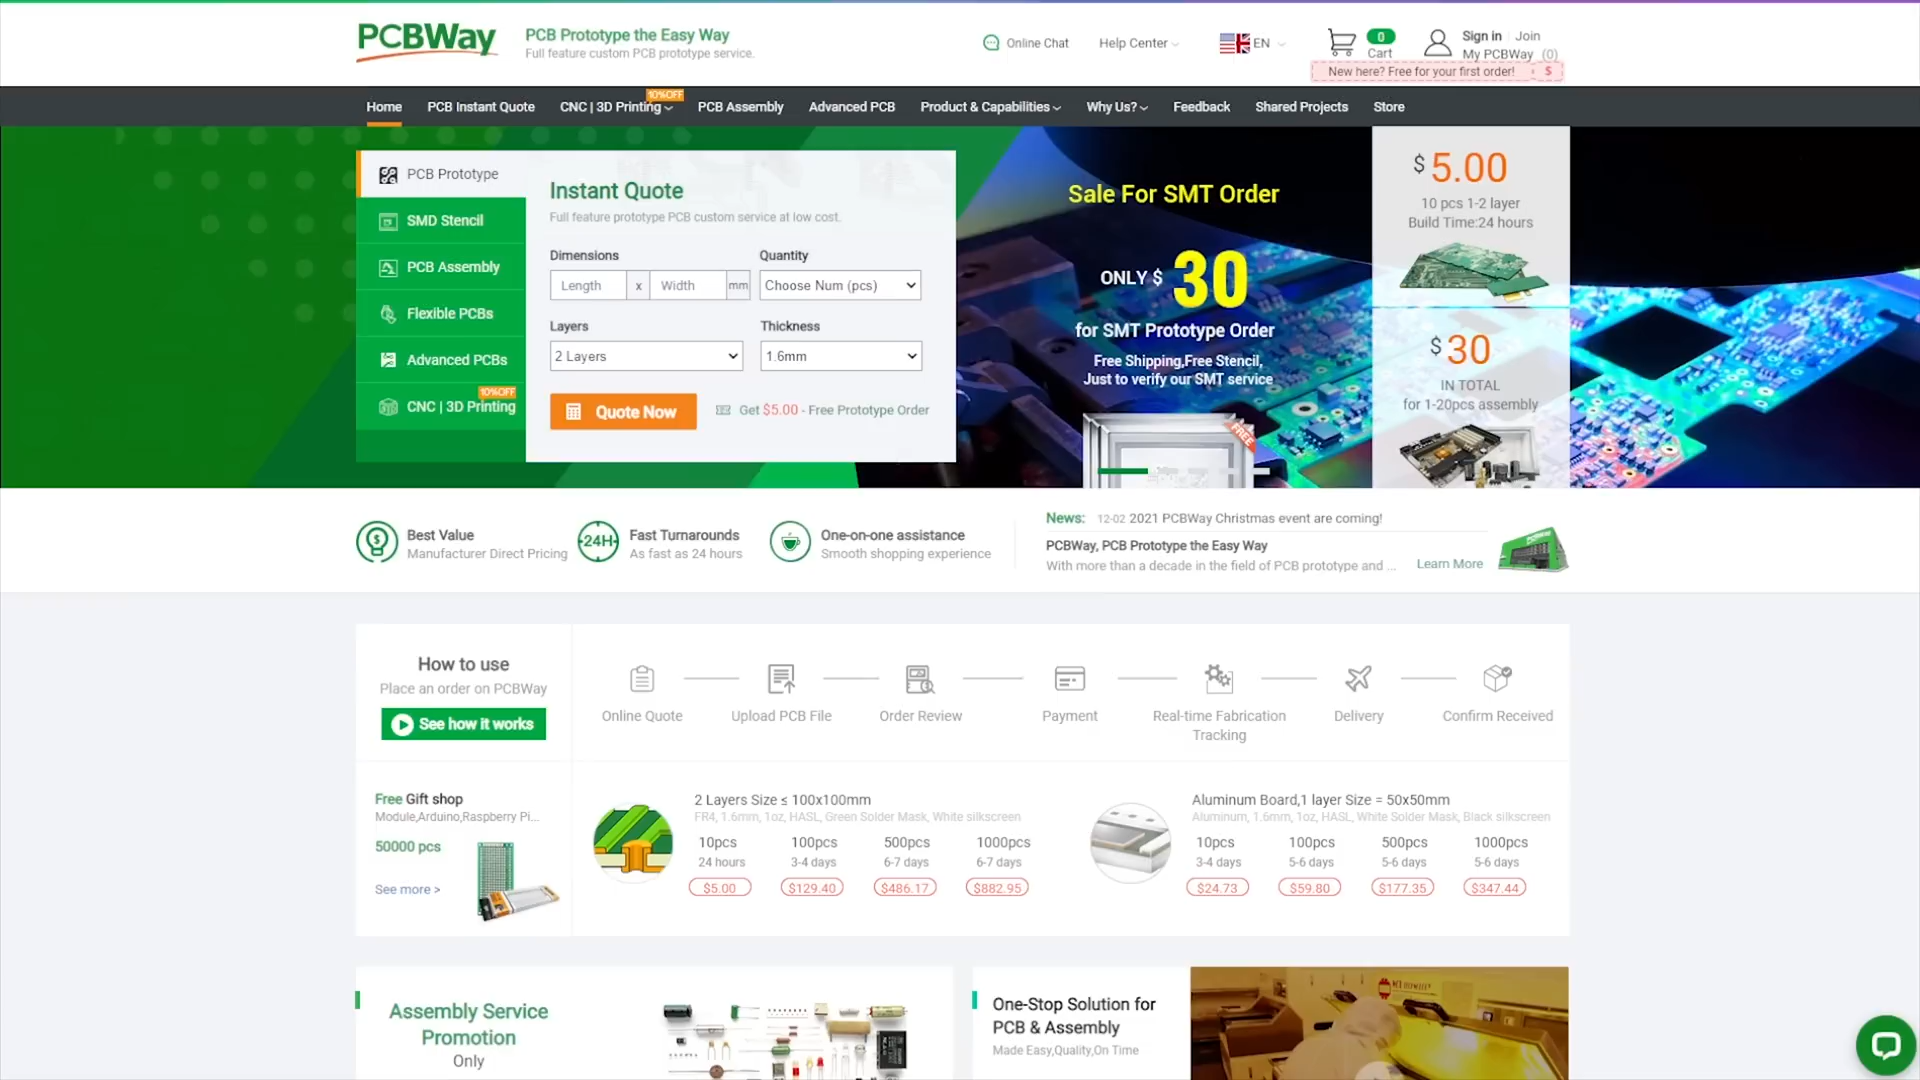 PCBWay
PCB Prototype the Easy Way
Full feature custom PCB prototype service.
Online Chat
Help Center
EN
0
Cart
Sign in
Join
My PCBWay (0)
New here? Free for your first order! $
10%OFF
Home
PCB Instant Quote
CNC | 3D Printing
PCB Assembly
Advanced PCB
Product & Capabilities
Why Us?
Feedback
Shared Projects
Store
PCB Prototype
SMD Stencil
PCB Assembly
Flexible PCBs
Advanced PCBs
10%OFF
CNC | 3D Printing
Instant Quote
Full feature prototype PCB custom service at low cost.
Dimensions
Quantity
Length x Width mm
Choose Num (pcs)
Layers
Thickness
2 Layers
1.6mm
Quote Now
Get $5.00 - Free Prototype Order
Sale For SMT Order
ONLY $ 30
for SMT Prototype Order
Free Shipping,Free Stencil,
Just to verify our SMT service
FREE
$ 5.00
10 pcs 1-2 layer
Build Time:24 hours
$ 30
IN TOTAL
for 1-20pcs assembly
Best Value
Manufacturer Direct Pricing
24H
Fast Turnarounds
As fast as 24 hours
One-on-one assistance
Smooth shopping experience
News: 12-02 2021 PCBWay Christmas event are coming!
PCBWay, PCB Prototype the Easy Way
With more than a decade in the field of PCB prototype and ...
Learn More
How to use
Place an order on PCBWay
See how it works
Online Quote
Upload PCB File
Order Review
Payment
Real-time Fabrication
Tracking
Delivery
Confirm Received
Free Gift shop
Module,Arduino,Raspberry Pi...
50000 pcs
See more >
2 Layers Size ≤ 100x100mm
FR4, 1.6mm, 1oz, HASL, Green Solder Mask, White silkscreen
10pcs 100pcs 500pcs 1000pcs
24 hours 3-4 days 6-7 days 6-7 days
$5.00 $129.40 $486.17 $882.95
Aluminum Board,1 layer Size = 50x50mm
Aluminum, 1.6mm, 1oz, HASL, White Solder Mask, Black silkscreen
10pcs 100pcs 500pcs 1000pcs
3-4 days 5-6 days 5-6 days 5-6 days
$24.73 $59.80 $177.35 $347.44
Assembly Service
Promotion
Only
One-Stop Solution for
PCB & Assembly
Made Easy,Quality,On Time